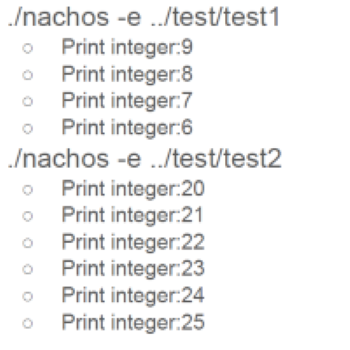 ./nachos -e ../test/test1
○ Print integer:9
○ Print integer:8
○ Print integer:7
○ Print integer:6
./nachos -e ../test/test2
○ Print integer:20
○ Print integer:21
○ Print integer:22
○ Print integer:23
○ Print integer:24
○ Print integer:25